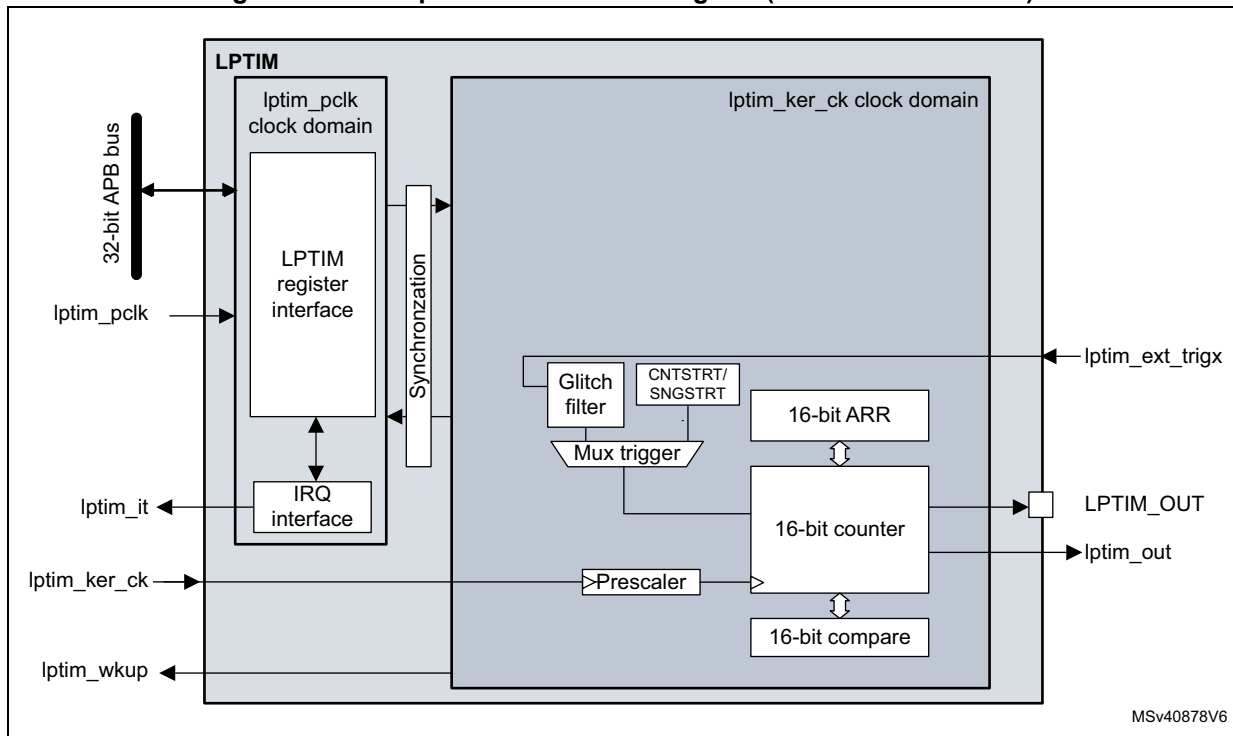 LPTIM
lptim_pclk
clock domain
lptim_ker_ck clock domain
32-bit APB bus
LPTIM
register
interface
Synchronzation
lptim_pclk
lptim_ext_trigx
Glitch
filter
CNTSTRT/
SNGSTRT
16-bit ARR
Mux trigger
IRQ
interface
lptim_it
16-bit counter
LPTIM_OUT
lptim_out
lptim_ker_ck
Prescaler
16-bit compare
lptim_wkup
MSv40878V6